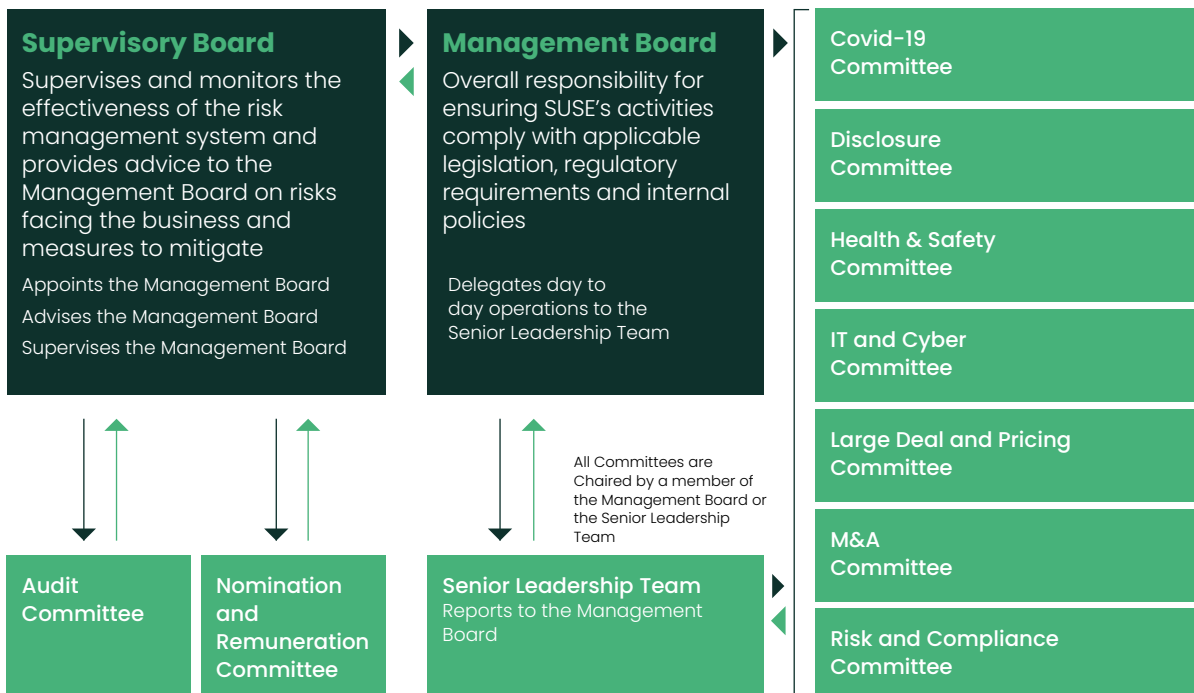 Supervisory Board
Supervises and monitors the
effectiveness of the risk
management system and
provides advice to the
Management Board on risks
facing the business and
measures to mitigate
Appoints the Management Board
Advises the Management Board
Supervises the Management Board
Management Board
Overall responsibility for
ensuring SUSE’s activities
comply with applicable
legislation, regulatory
requirements and internal
policies
Delegates day to
day operations to the
Senior Leadership Team
All Committees are
Chaired by a member of
the Management Board or
the Senior Leadership
Team
Audit
Committee
Nomination
and
Remuneration
Committee
Senior Leadership Team
Reports to the Management
Board
Covid-19
Committee
Disclosure
Committee
Health & Safety
Committee
IT and Cyber
Committee
Large Deal and Pricing
Committee
M&A
Committee
Risk and Compliance
Committee